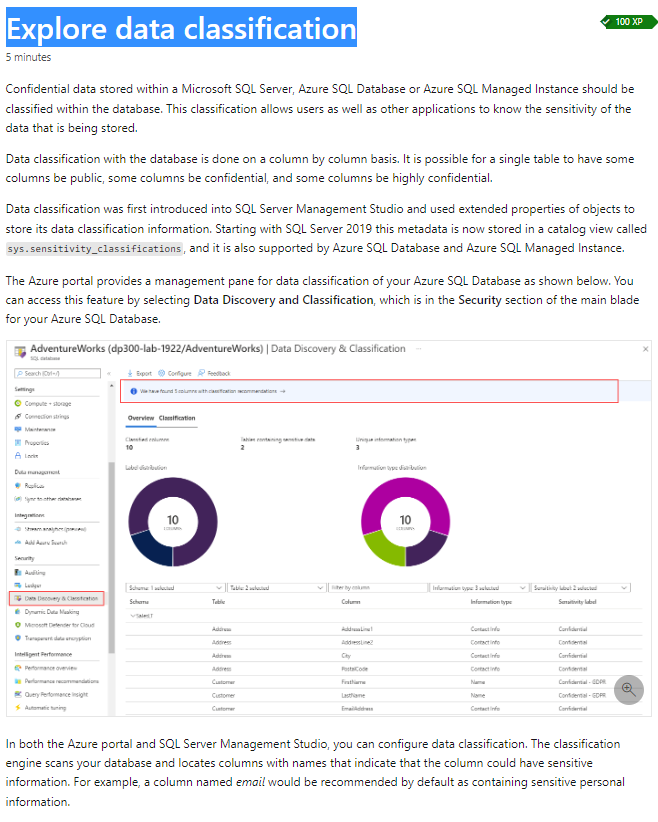 Explore data classification
100 XP
5 minutes
Confidential data stored within a Microsoft SQL Server, Azure SQL Database or Azure SQL Managed Instance should be
classified within the database. This classification allows users as well as other applications to know the sensitivity of the
data that is being stored.
Data classification with the database is done on a column by column basis. It is possible for a single table to have some
columns be public, some columns be confidential, and some columns be highly confidential.
Data classification was first introduced into SQL Server Management Studio and used extended properties of objects to
store its data classification information. Starting with SQL Server 2019 this metadata is now stored in a catalog view called
sys.sensitivity_classifications, and it is also supported by Azure SQL Database and Azure SQL Managed Instance.
The Azure portal provides a management pane for data classification of your Azure SQL Database as shown below. You
can access this feature by selecting Data Discovery and Classification, which is in the Security section of the main blade
for your Azure SQL Database.
AdventureWorks (dp300-lab-1922/AdventureWorks) | Data Discovery & Classification
SQL database
Search (Ctrl+/)
Export Configure Feedback
We have found 5 columns with classification recommendations →
Settings
Compute + storage
Connection strings
Maintenance
Properties
Locks
Data management
Replicas
Sync to other databases
Integrations
Stream analytics (preview)
Add Azure Search
Security
Auditing
Ledger
Data Discovery & Classification
Dynamic Data Masking
Microsoft Defender for Cloud
Transparent data encryption
Intelligent Performance
Performance overview
Performance recommendations
Query Performance Insight
Automatic tuning
Overview Classification
Classified columns Tables containing sensitive data Unique information types
10 2 3
Label distribution Information type distribution
10 10
COLUMNS COLUMNS
Schema: 1 selected Table: 2 selected Filter by column Information type: 3 selected Sensitivity label: 2 selected
Schema Table Column Information type Sensitivity label
SalesLT
Address AddressLine1 Contact Info Confidential
Address AddressLine2 Contact Info Confidential
Address City Contact Info Confidential
Address PostalCode Contact Info Confidential
Customer FirstName Name Confidential - GDPR
Customer LastName Name Confidential - GDPR
Customer EmailAddress Contact Info Confidential
In both the Azure portal and SQL Server Management Studio, you can configure data classification. The classification
engine scans your database and locates columns with names that indicate that the column could have sensitive
information. For example, a column named email would be recommended by default as containing sensitive personal
information.